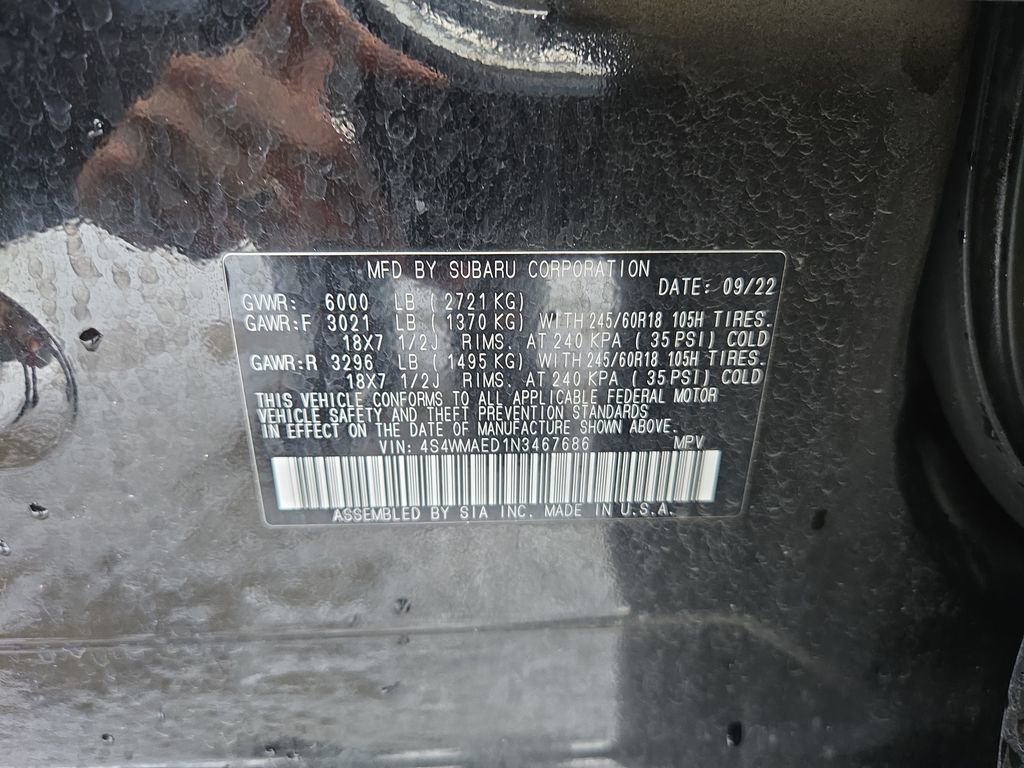 MFD BY SUBARU CORPORATION
DATE: 09/22
GVWR: 6000 LB ( 2721 KG)
GAWR:F 3021 LB ( 1370 KG) WITH 245/60R18 105H TIRES.
18X7 1/2J RIMS. AT 240 KPA ( 35 PSI) COLD
GAWR:R 3296 LB ( 1495 KG) WITH 245/60R18 105H TIRES.
18X7 1/2J RIMS. AT 240 KPA ( 35 PSI) COLD
THIS VEHICLE CONFORMS TO ALL APPLICABLE FEDERAL MOTOR
VEHICLE SAFETY AND THEFT PREVENTION STANDARDS
IN EFFECT ON THE DATE OF MANUFACTURE SHOWN ABOVE.
VIN: 4S4WMAED1N3467686 MPV
ASSEMBLED BY SIA INC. MADE IN U.S.A.